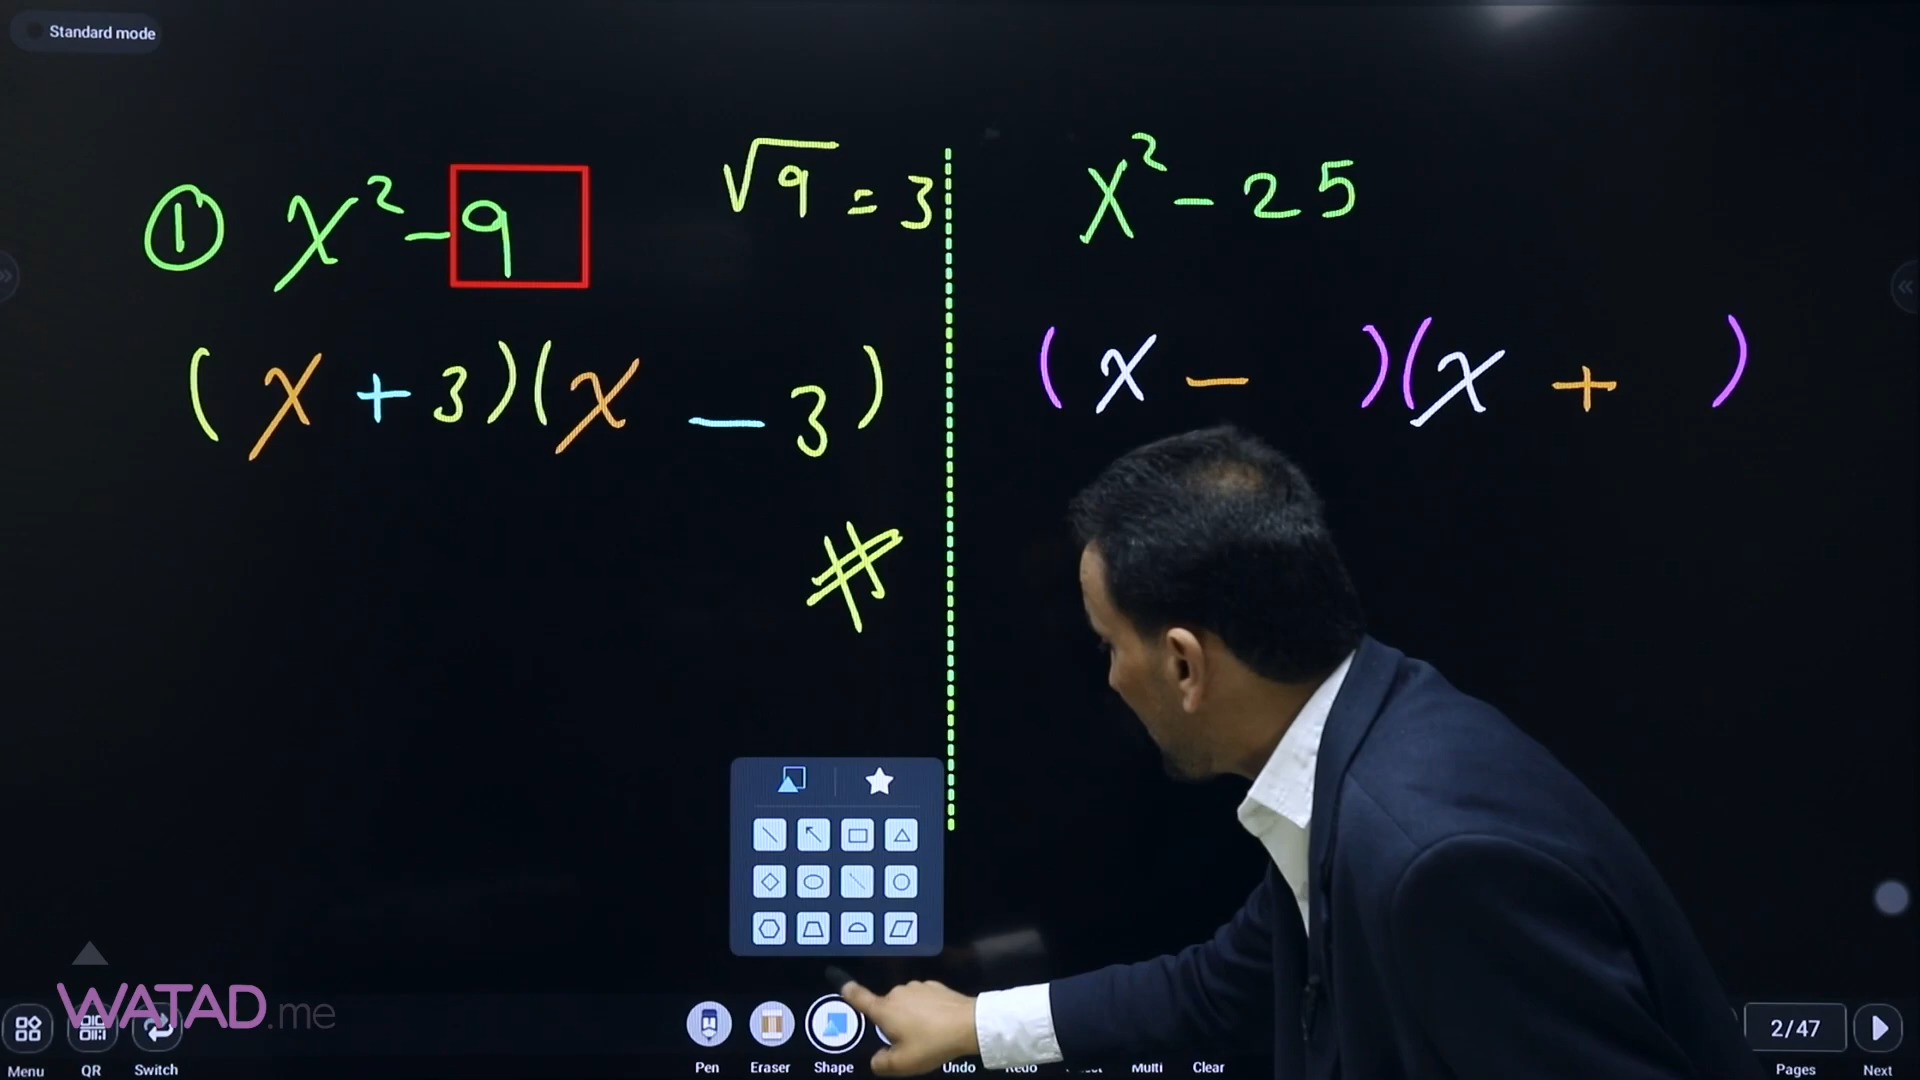 Standard mode
① x² - 9
√9 = 3
(x + 3)(x - 3)
#
x² - 25
(x - )(x + )
WATAD.me
Menu QR Switch
Pen Eraser Shape Undo Redo Multi Clear
2/47
Pages Next